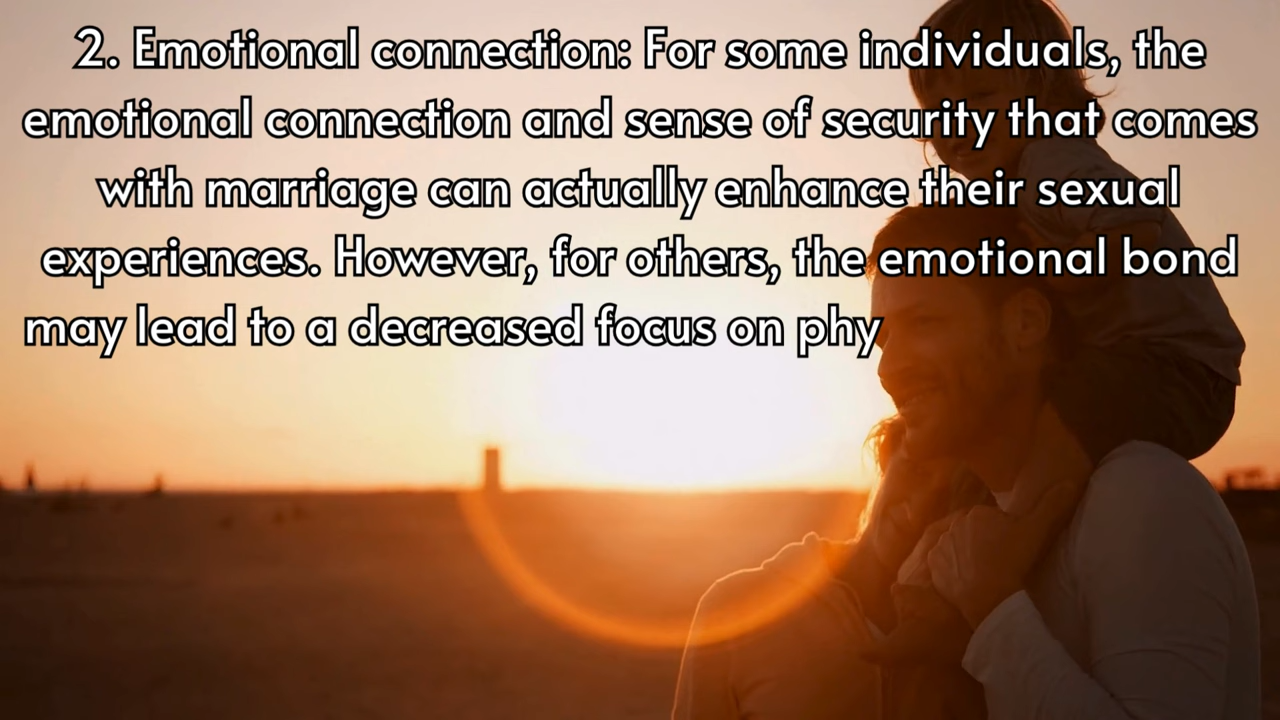 2. Emotional connection: For some individuals, the
emotional connection and sense of security that comes
with marriage can actually enhance their sexual
experiences. However, for others, the emotional bond
may lead to a decreased focus on phy